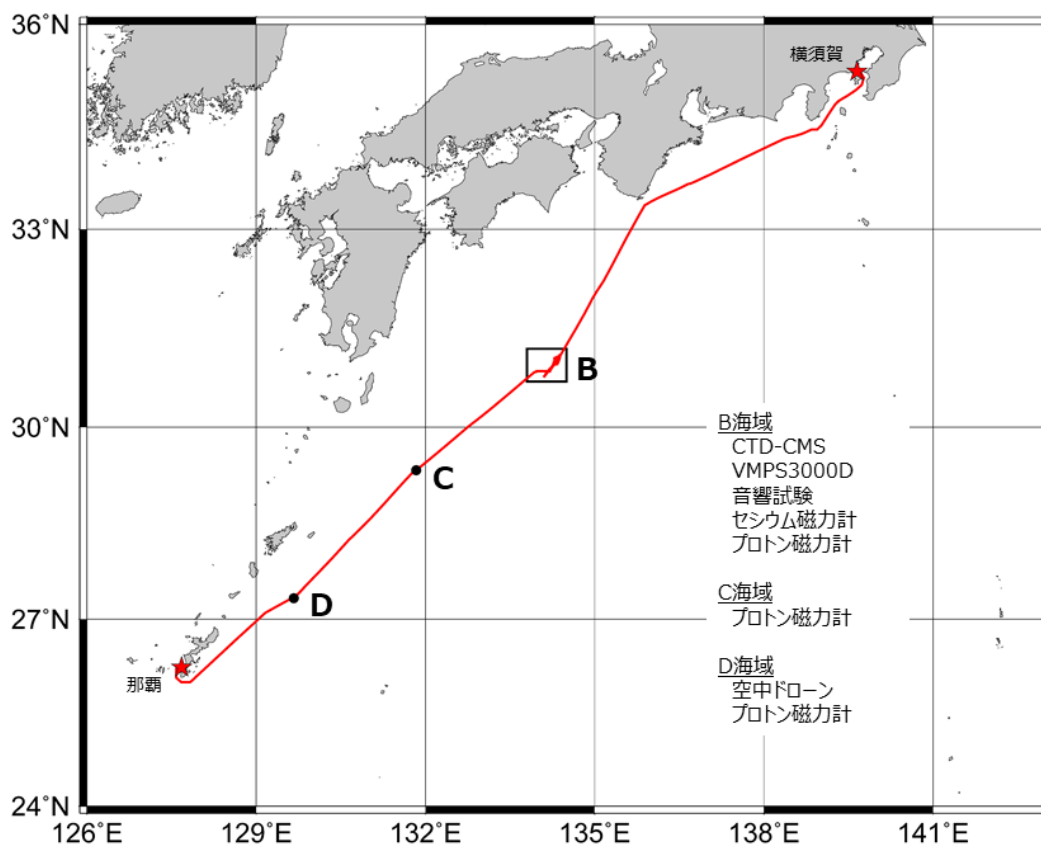 36°N
横須賀
33°N
B
30°N
B海域
CTD-CMS
VMPS3000D
音響試験
セシウム磁力計
プロトン磁力計
C
C海域
プロトン磁力計
D
27°N
D海域
空中ドローン
プロトン磁力計
那覇
24°N
126°E 129°E 132°E 135°E 138°E 141°E